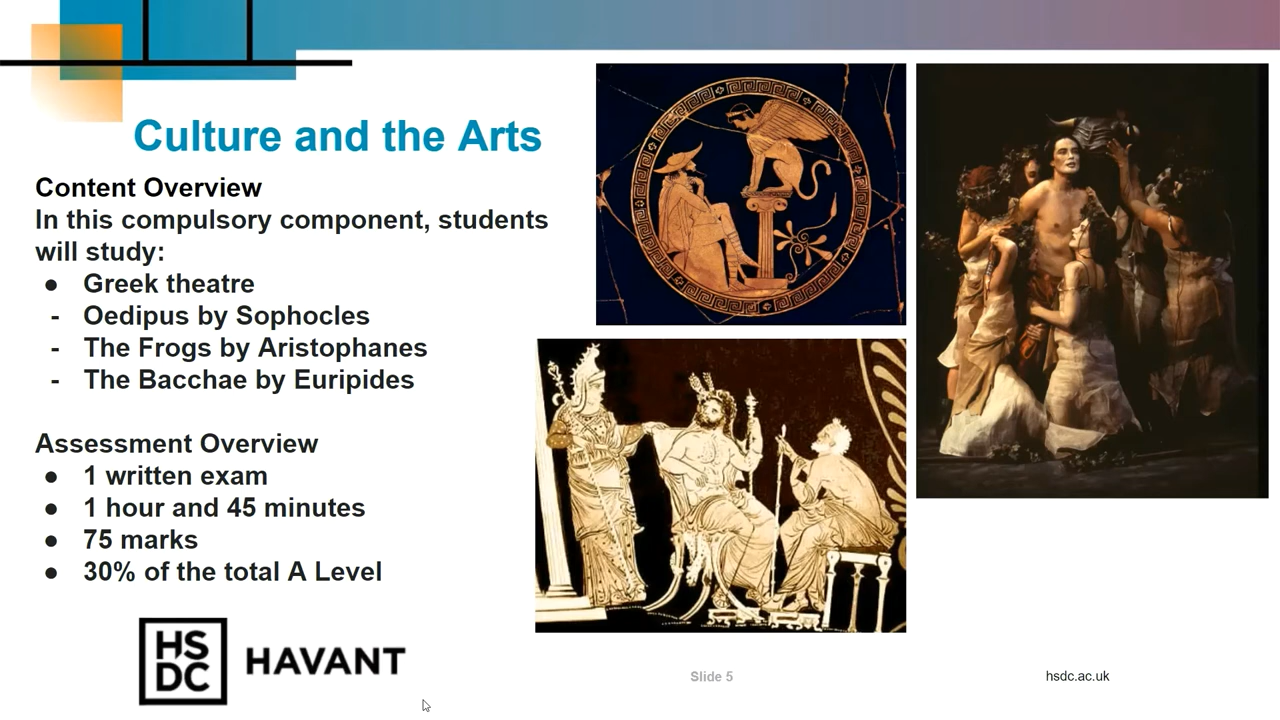 Culture and the Arts
Content Overview
In this compulsory component, students
will study:
● Greek theatre
- Oedipus by Sophocles
- The Frogs by Aristophanes
- The Bacchae by Euripides
Assessment Overview
● 1 written exam
● 1 hour and 45 minutes
● 75 marks
● 30% of the total A Level
HS
DC
HAVANT
Slide 5
hsdc.ac.uk